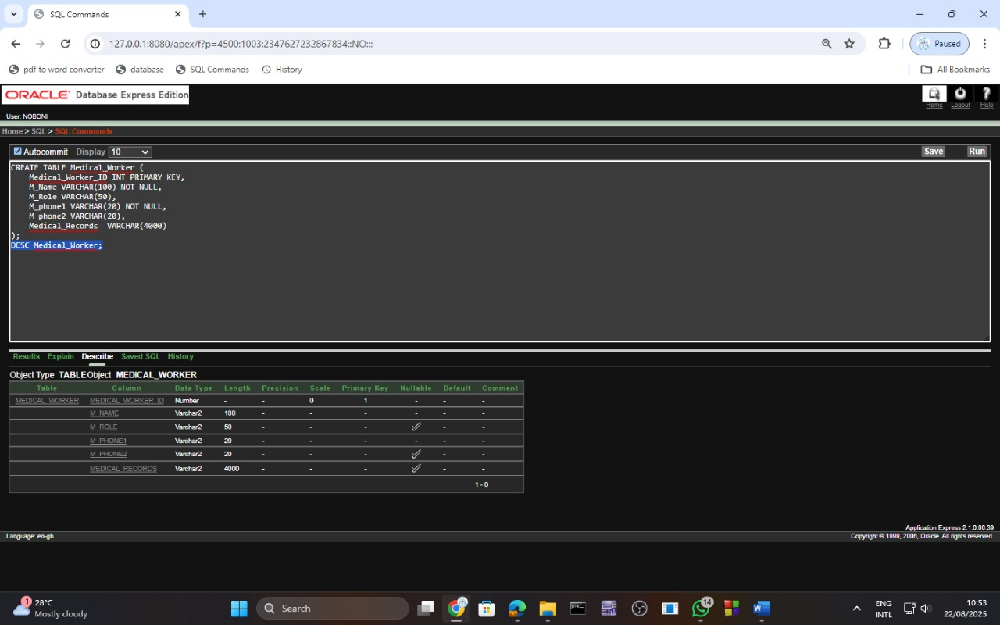 SQL Commands
127.0.0.1:8080/apex/f?p=4500:1003:2347627232867834::NO:::
Paused
pdf to word converter database SQL Commands History All Bookmarks
ORACLE Database Express Edition
Home Logout Help
User: NOBONI
Home > SQL > SQL Commands
Autocommit Display 10 Save Run
CREATE TABLE Medical_Worker (
    Medical_Worker_ID INT PRIMARY KEY,
    M_Name VARCHAR(100) NOT NULL,
    M_Role VARCHAR(50),
    M_phone1 VARCHAR(20) NOT NULL,
    M_phone2 VARCHAR(20),
    Medical_Records  VARCHAR(4000)
);
DESC Medical_Worker;
Results Explain Describe Saved SQL History
Object Type TABLE Object MEDICAL_WORKER
Table Column Data Type Length Precision Scale Primary Key Nullable Default Comment
MEDICAL_WORKER MEDICAL_WORKER_ID Number - - 0 1 - - -
M_NAME Varchar2 100 - - - - - -
M_ROLE Varchar2 50 - - - - -
M_PHONE1 Varchar2 20 - - - - - -
M_PHONE2 Varchar2 20 - - - - -
MEDICAL_RECORDS Varchar2 4000 - - - - -
1 - 6
Application Express 2.1.0.00.39
Language: en-gb Copyright © 1999, 2006, Oracle. All rights reserved.
1 28°C
Mostly cloudy
Search
14
ENG
INTL
10:53
22/08/2025